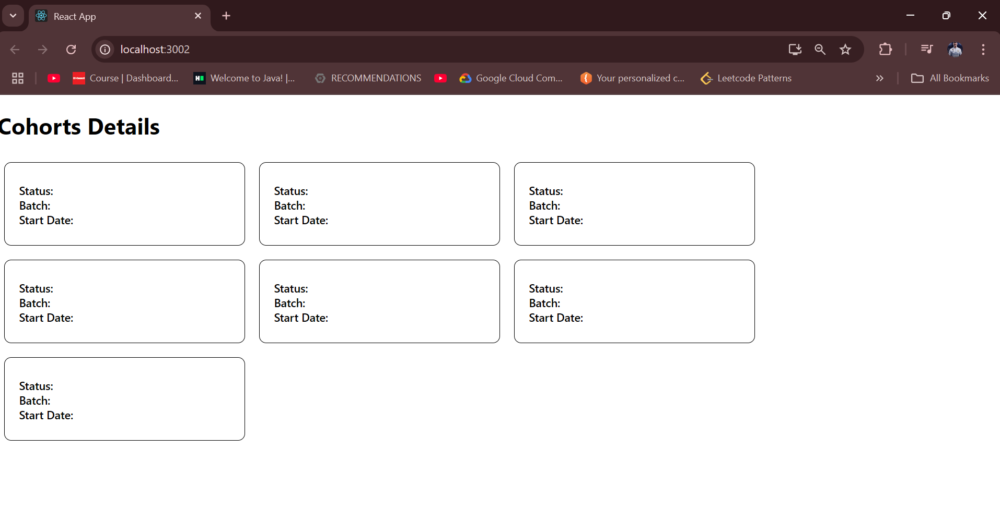 React App
localhost:3002
Course | Dashboard...
Welcome to Java! |...
RECOMMENDATIONS
Google Cloud Com...
Your personalized c...
Leetcode Patterns
All Bookmarks
Cohorts Details
Status:
Batch:
Start Date:
Status:
Batch:
Start Date:
Status:
Batch:
Start Date:
Status:
Batch:
Start Date:
Status:
Batch:
Start Date:
Status:
Batch:
Start Date:
Status:
Batch:
Start Date: